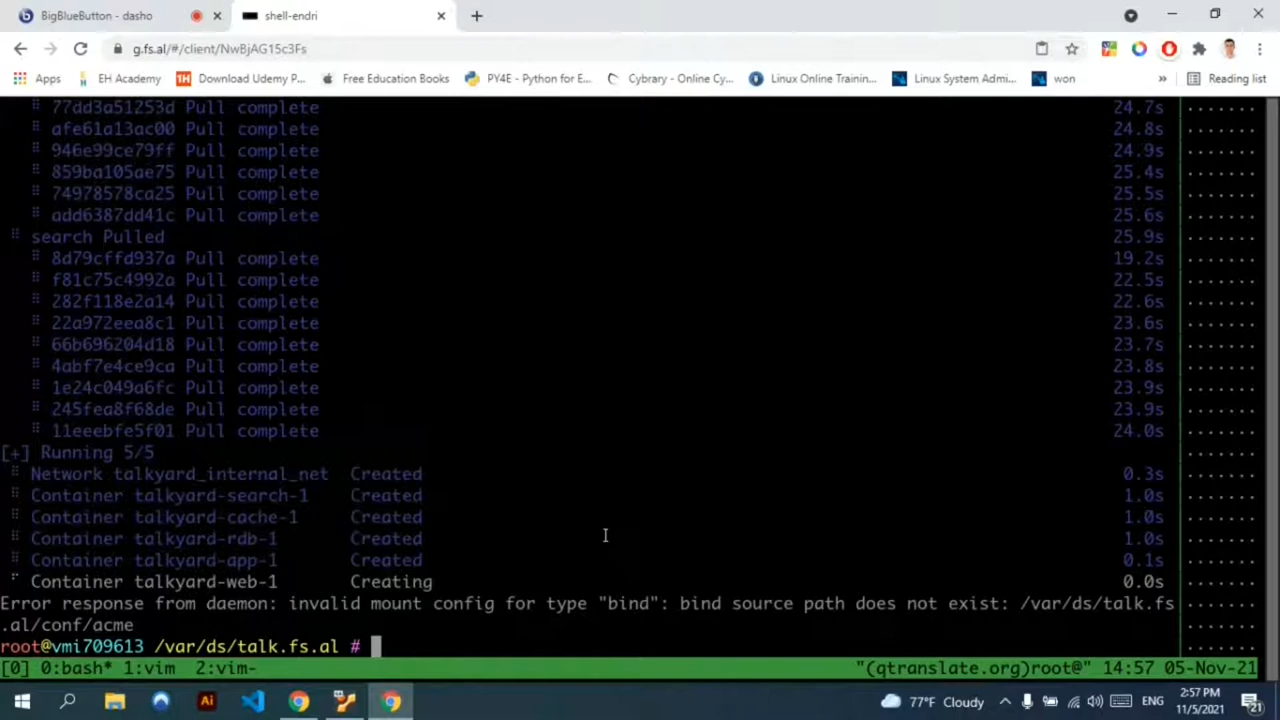 BigBlueButton - dasho
shell-endri
g.fs.al/#/client/NwBjAG15c3Fs
Apps EH Academy Download Udemy P... Free Education Books PY4E - Python for E... Cybrary - Online Cy... Linux Online Trainin... Linux System Admi... won » Reading list
77dd3a51253d Pull complete 24.7s
afe61a13ac00 Pull complete 24.8s
946e99ce79ff Pull complete 24.9s
859ba105ae75 Pull complete 25.4s
74978578ca25 Pull complete 25.5s
add6387dd41c Pull complete 25.6s
search Pulled 25.9s
8d79cffd937a Pull complete 19.2s
f81c75c4992a Pull complete 22.5s
282f118e2a14 Pull complete 22.6s
22a972eea8c1 Pull complete 23.6s
66b696204d18 Pull complete 23.7s
4abf7e4ce9ca Pull complete 23.8s
1e24c049a6fc Pull complete 23.9s
245fea8f68de Pull complete 23.9s
11eeebfe5f01 Pull complete 24.0s
[+] Running 5/5
Network talkyard_internal_net Created 0.3s
Container talkyard-search-1 Created 1.0s
Container talkyard-cache-1 Created 1.0s
Container talkyard-rdb-1 Created 1.0s
Container talkyard-app-1 Created 0.1s
Container talkyard-web-1 Creating 0.0s
Error response from daemon: invalid mount config for type "bind": bind source path does not exist: /var/ds/talk.fs
.al/conf/acme
root@vmi709613 /var/ds/talk.fs.al #
[0] 0:bash* 1:vim 2:vim- "(qtranslate.org)root@" 14:57 05-Nov-21
Ai 77°F Cloudy ENG 2:57 PM
11/5/2021 21